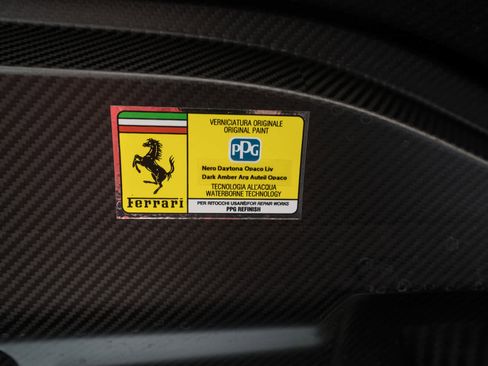 VERNICIATURA ORIGINALE
ORIGINAL PAINT
PPG
Nero Daytona Opaco Liv
Dark Amber Arg Auteil Opaco
TECNOLOGIA ALL'ACQUA
WATERBORNE TECHNOLOGY
Ferrari
PER RITOCCHI USARE/FOR REPAIR WORKS
PPG REFINISH